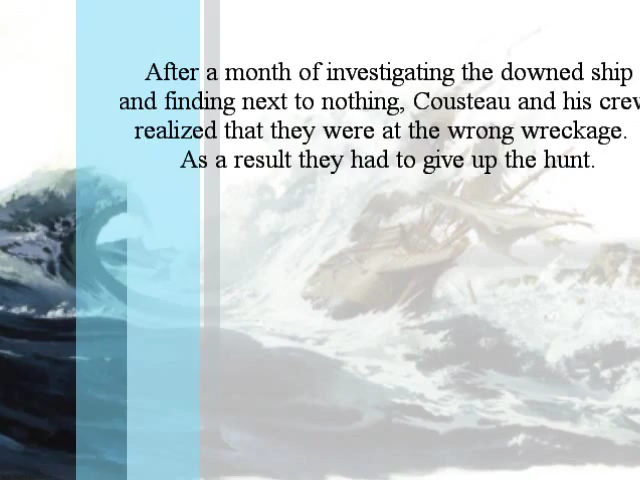 After a month of investigating the downed ship
and finding next to nothing, Cousteau and his crew
realized that they were at the wrong wreckage.
As a result they had to give up the hunt.